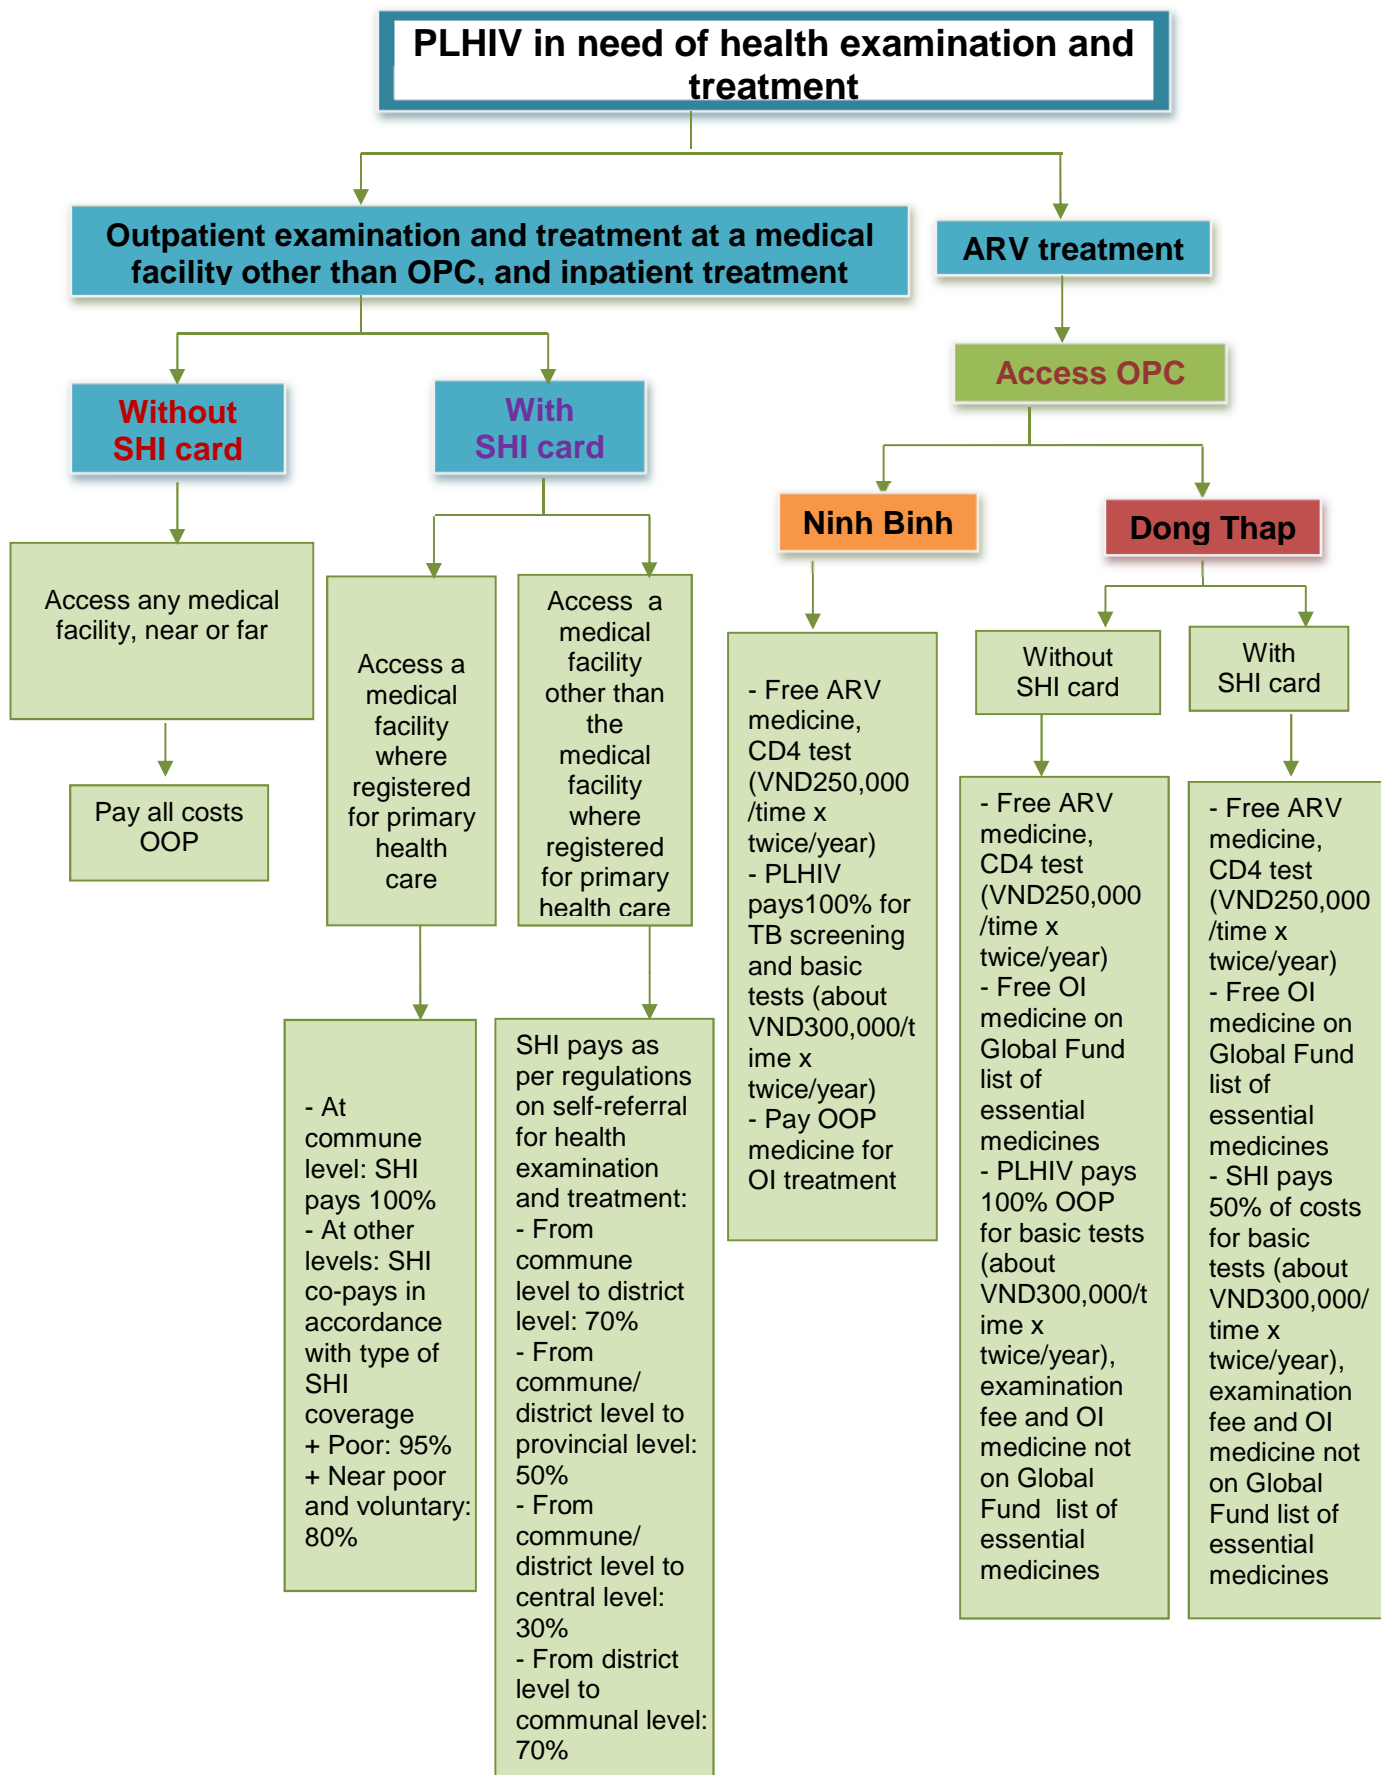 PLHIV in need of health examination and
treatment
Outpatient examination and treatment at a medical
facility other than OPC, and inpatient treatment
ARV treatment
Access OPC
Without
SHI card
With
SHI card
Ninh Binh
Dong Thap
Access any medical
facility, near or far
Pay all costs
OOP
Access a
medical
facility
where
registered
for primary
health
care
Access  a
medical
facility
other than
the
medical
facility
where
registered
for primary
health care
Without
SHI card
With
SHI card
- At
commune
level: SHI
pays 100%
- At other
levels: SHI
co-pays in
accordance
with type of
SHI
coverage
+ Poor: 95%
+ Near poor
and voluntary:
80%
SHI pays as
per regulations
on self-referral
for health
examination
and treatment:
- From
commune
level to district
level: 70%
- From
commune/
district level to
provincial level:
50%
- From
commune/
district level to
central level:
30%
- From district
level to
communal level:
70%
- Free ARV
medicine,
CD4 test
(VND250,000
/time x
twice/year)
- PLHIV
pays100% for
TB screening
and basic
tests (about
VND300,000/t
ime x
twice/year)
- Pay OOP
medicine for
OI treatment
- Free ARV
medicine,
CD4 test
(VND250,000
/time x
twice/year)
- Free OI
medicine on
Global Fund
list of
essential
medicines
- PLHIV pays
100% OOP
for basic tests
(about
VND300,000/t
ime x
twice/year),
examination
fee and OI
medicine not
on Global
Fund  list of
essential
medicines
- Free ARV
medicine,
CD4 test
(VND250,000
/time x
twice/year)
- Free OI
medicine on
Global Fund
list of
essential
medicines
- SHI pays
50% of costs
for basic
tests (about
VND300,000/
time x
twice/year),
examination
fee and OI
medicine not
on Global
Fund list of
essential
medicines